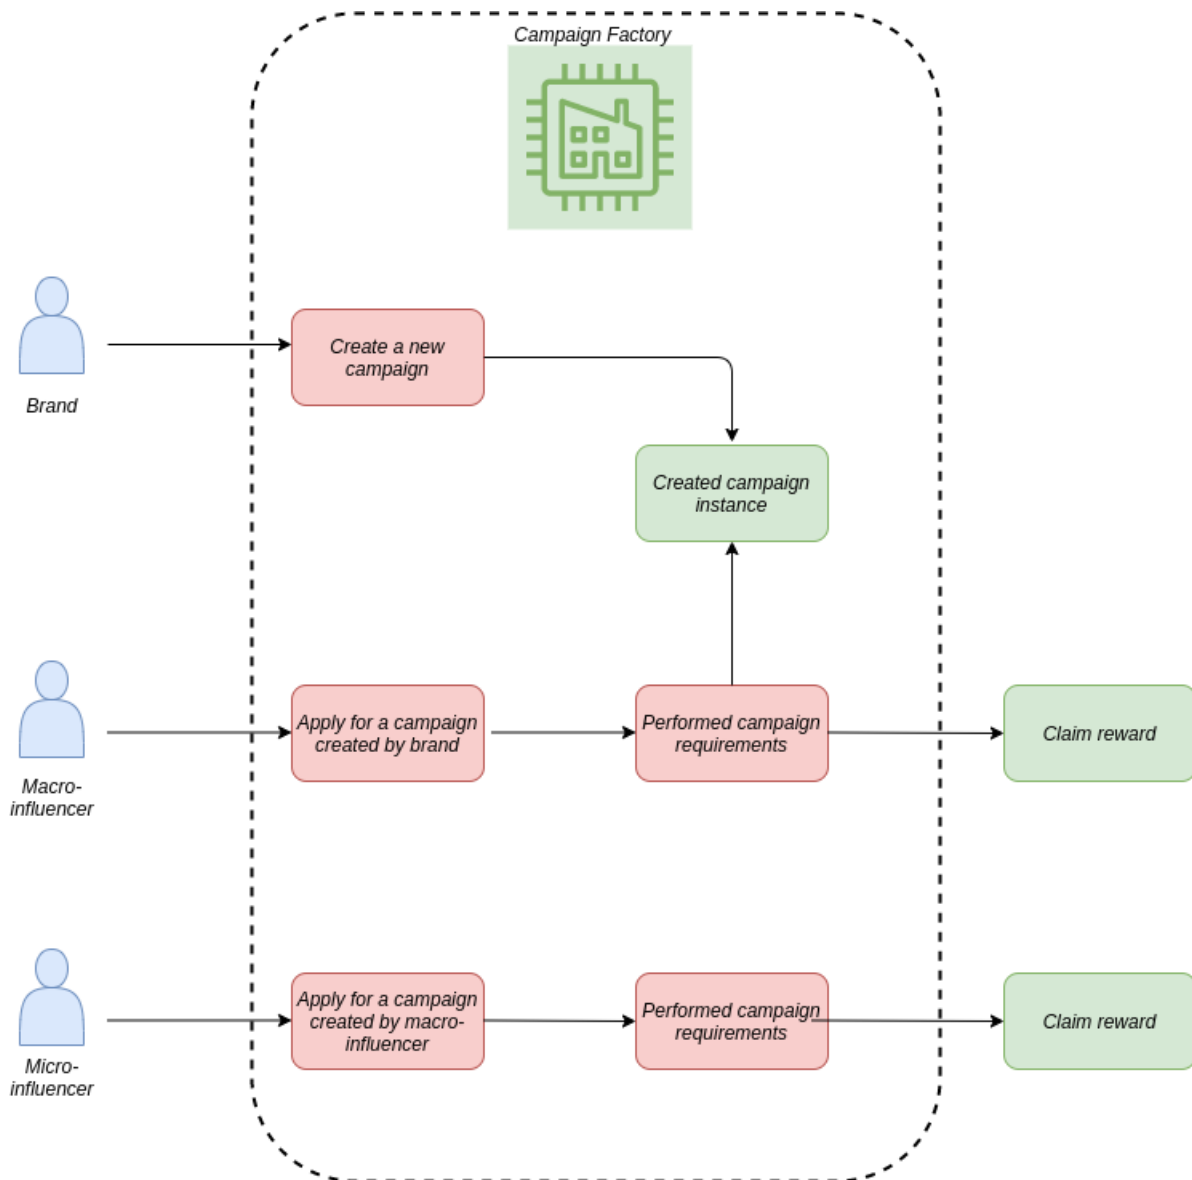 Campaign Factory
Create a new
campaign
Brand
Created campaign
instance
Apply for a campaign
created by brand
Performed campaign
requirements
Claim reward
Macro-
influencer
Apply for a campaign
created by macro-
influencer
Performed campaign
requirements
Claim reward
Micro-
influencer